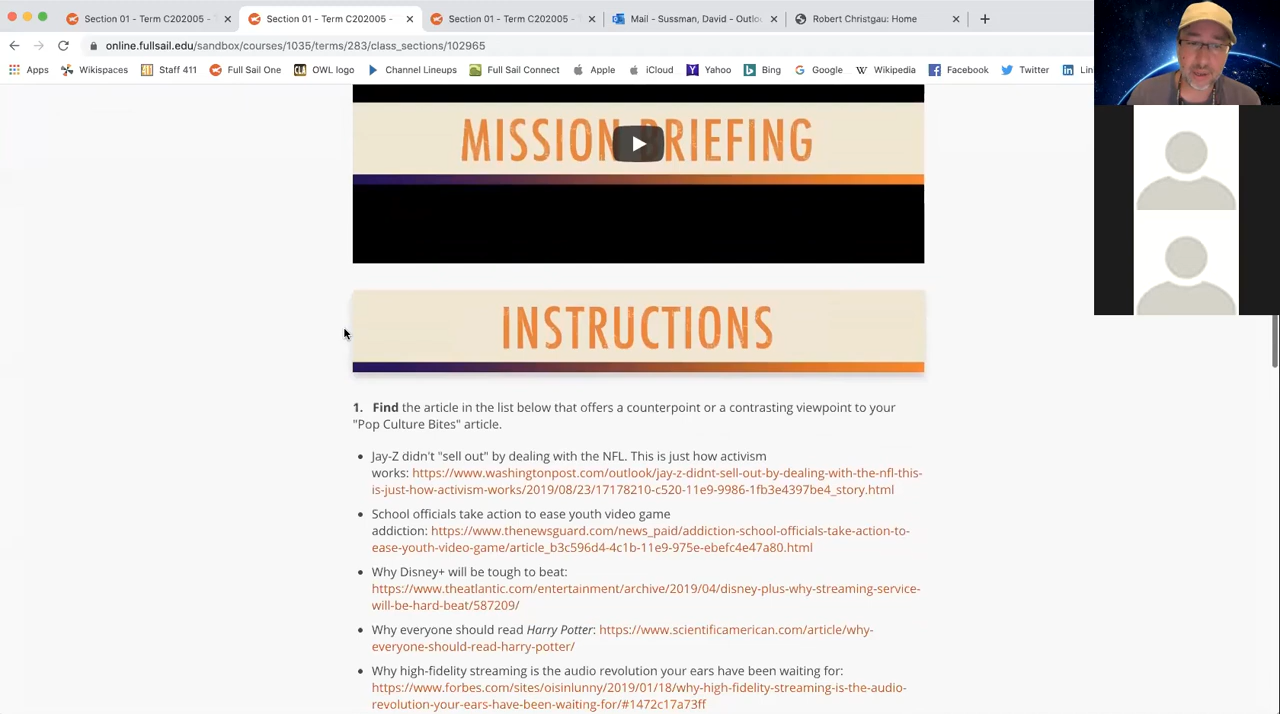 Section 01 - Term C202005 -
Section 01 - Term C202005 -
Section 01 - Term C202005 -
Mail - Sussman, David - Outlo
Robert Christgau: Home
online.fullsail.edu/sandbox/courses/1035/terms/283/class_sections/102965
Apps
Wikispaces
Staff 411
Full Sail One
OWL logo
Channel Lineups
Full Sail Connect
Apple
iCloud
Yahoo
Bing
Google
Wikipedia
Facebook
Twitter
Lin
MISSION BRIEFING
INSTRUCTIONS
1. Find the article in the list below that offers a counterpoint or a contrasting viewpoint to your
"Pop Culture Bites" article.
Jay-Z didn't "sell out" by dealing with the NFL. This is just how activism
works: https://www.washingtonpost.com/outlook/jay-z-didnt-sell-out-by-dealing-with-the-nfl-this-
is-just-how-activism-works/2019/08/23/17178210-c520-11e9-9986-1fb3e4397be4_story.html
School officials take action to ease youth video game
addiction: https://www.thenewsguard.com/news_paid/addiction-school-officials-take-action-to-
ease-youth-video-game/article_b3c596d4-4c1b-11e9-975e-ebefc4e47a80.html
Why Disney+ will be tough to beat:
https://www.theatlantic.com/entertainment/archive/2019/04/disney-plus-why-streaming-service-
will-be-hard-beat/587209/
Why everyone should read Harry Potter: https://www.scientificamerican.com/article/why-
everyone-should-read-harry-potter/
Why high-fidelity streaming is the audio revolution your ears have been waiting for:
https://www.forbes.com/sites/oisinlunny/2019/01/18/why-high-fidelity-streaming-is-the-audio-
revolution-your-ears-have-been-waiting-for/#1472c17a73ff